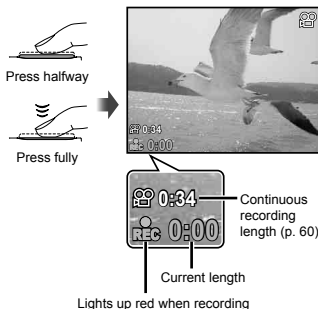 Press halfway
Press fully
0:34
REC 0:00
0:34
REC 0:00
Continuous
recording
length (p. 60)
Current length
Lights up red when recording